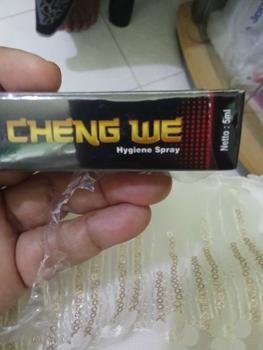 CHENG WE
Hygiene Spray
Netto : 5ml